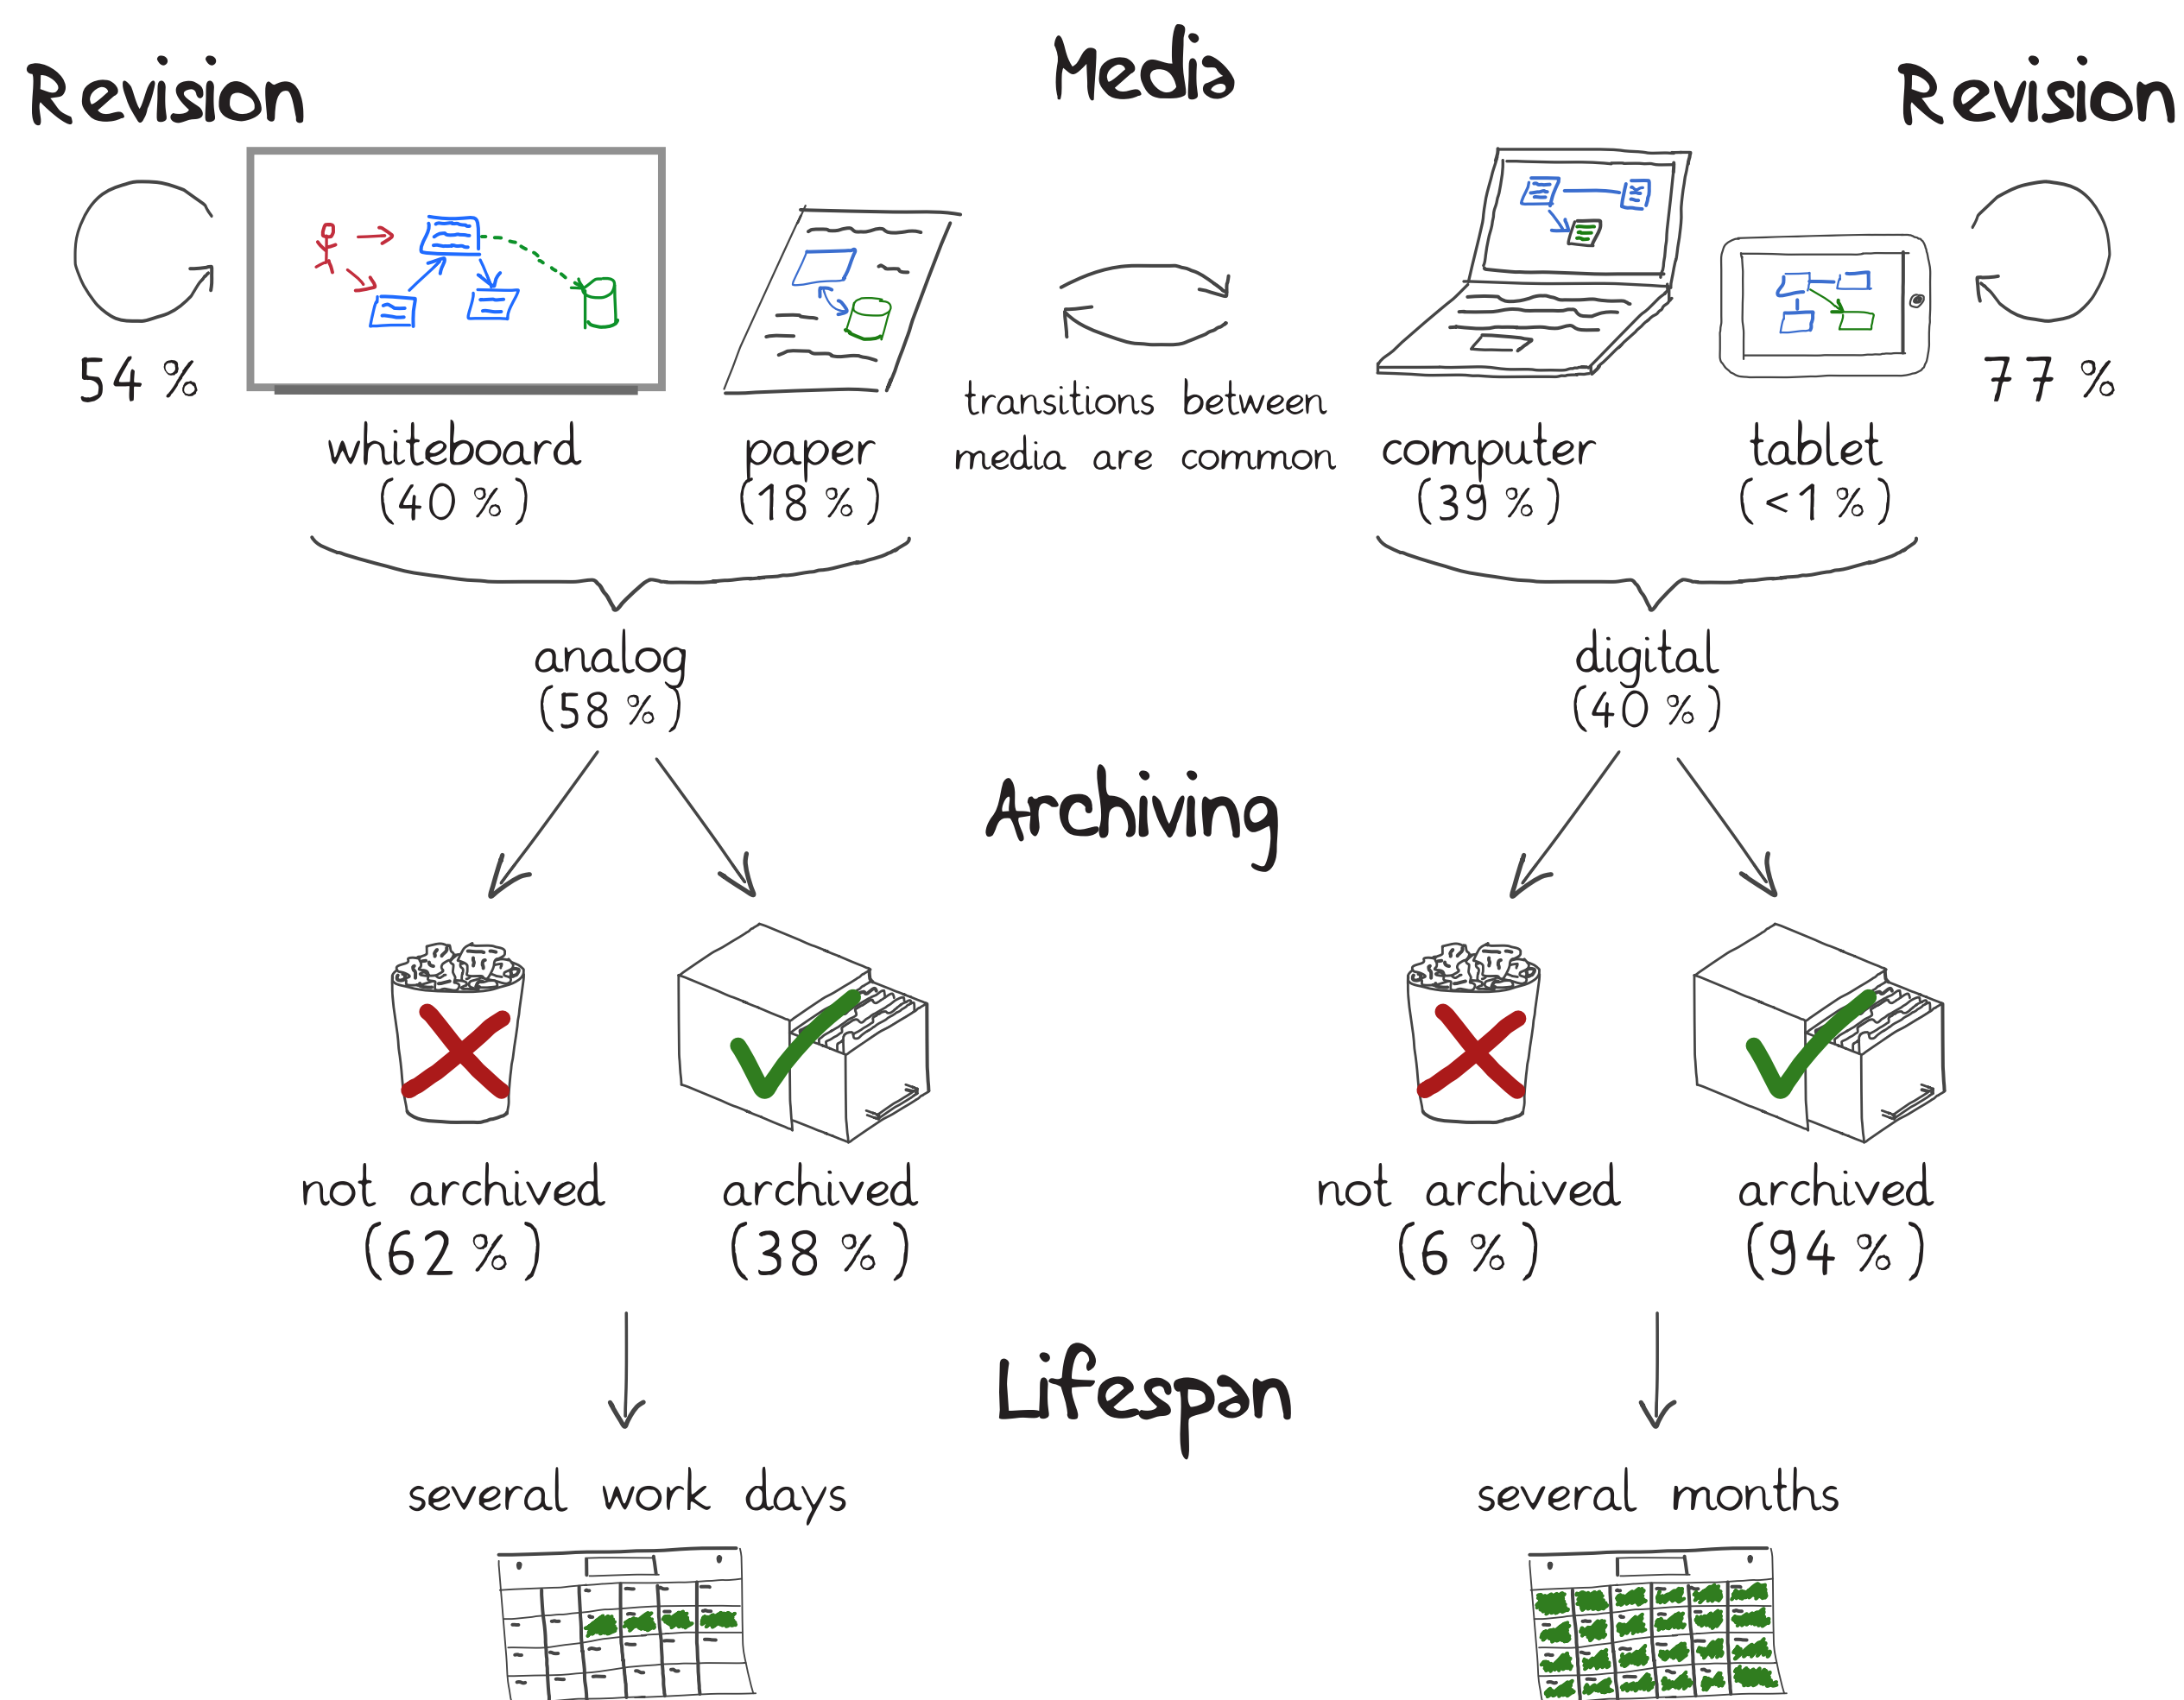 Revision
Media
Revision
54 %
77 %
transitions between
media are common
whiteboard
(40 %)
paper
(18 %)
computer
(39 %)
tablet
(<1 %)
analog
(58 %)
digital
(40 %)
Archiving
not archived
(62 %)
archived
(38 %)
not archived
(6 %)
archived
(94 %)
Lifespan
several work days
several months